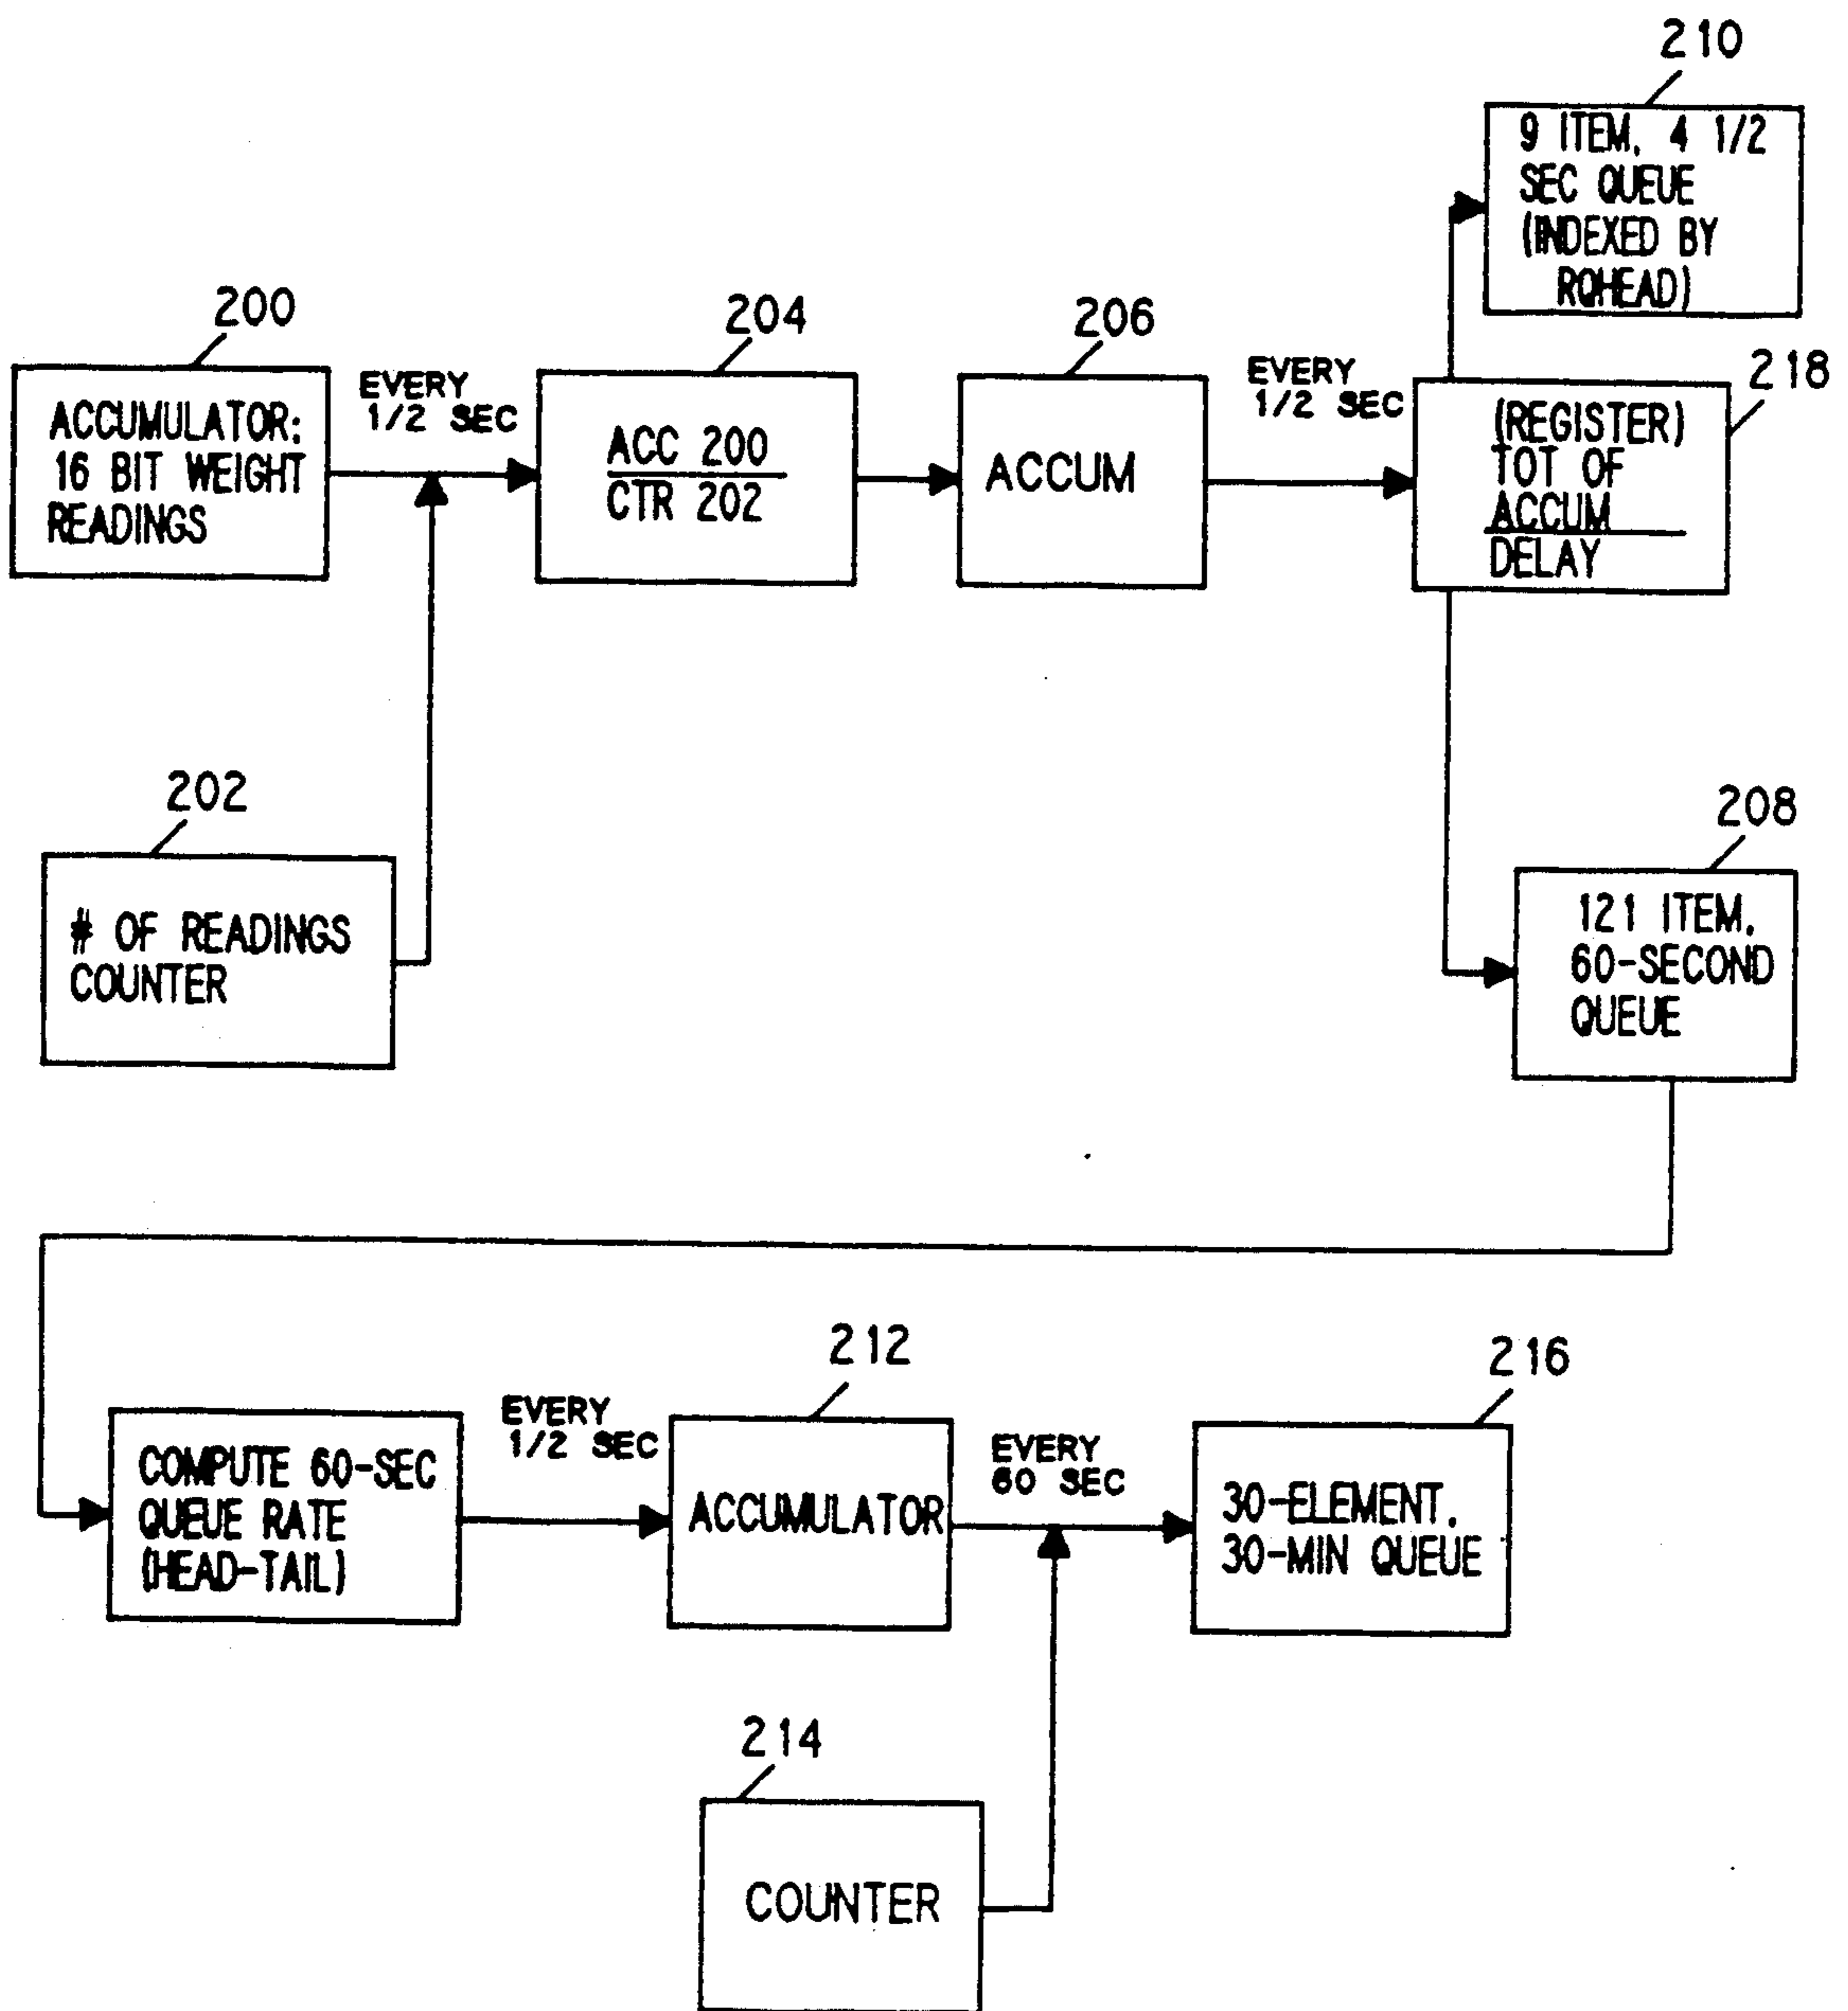 210
9 ITEM, 4 1/2
SEC QUEUE
(INDEXED BY
RQHEAD)
200
ACCUMULATOR:
16 BIT WEIGHT
READINGS
EVERY
1/2 SEC
204
ACC 200
CTR 202
206
ACCUM
EVERY
1/2 SEC
218
(REGISTER)
TOT OF
ACCUM
DELAY
202
# OF READINGS
COUNTER
208
121 ITEM,
60-SECOND
QUEUE
COMPUTE 60-SEC
QUEUE RATE
(HEAD-TAIL)
EVERY
1/2 SEC
212
ACCUMULATOR
EVERY
60 SEC
216
30-ELEMENT,
30-MIN QUEUE
214
COUNTER